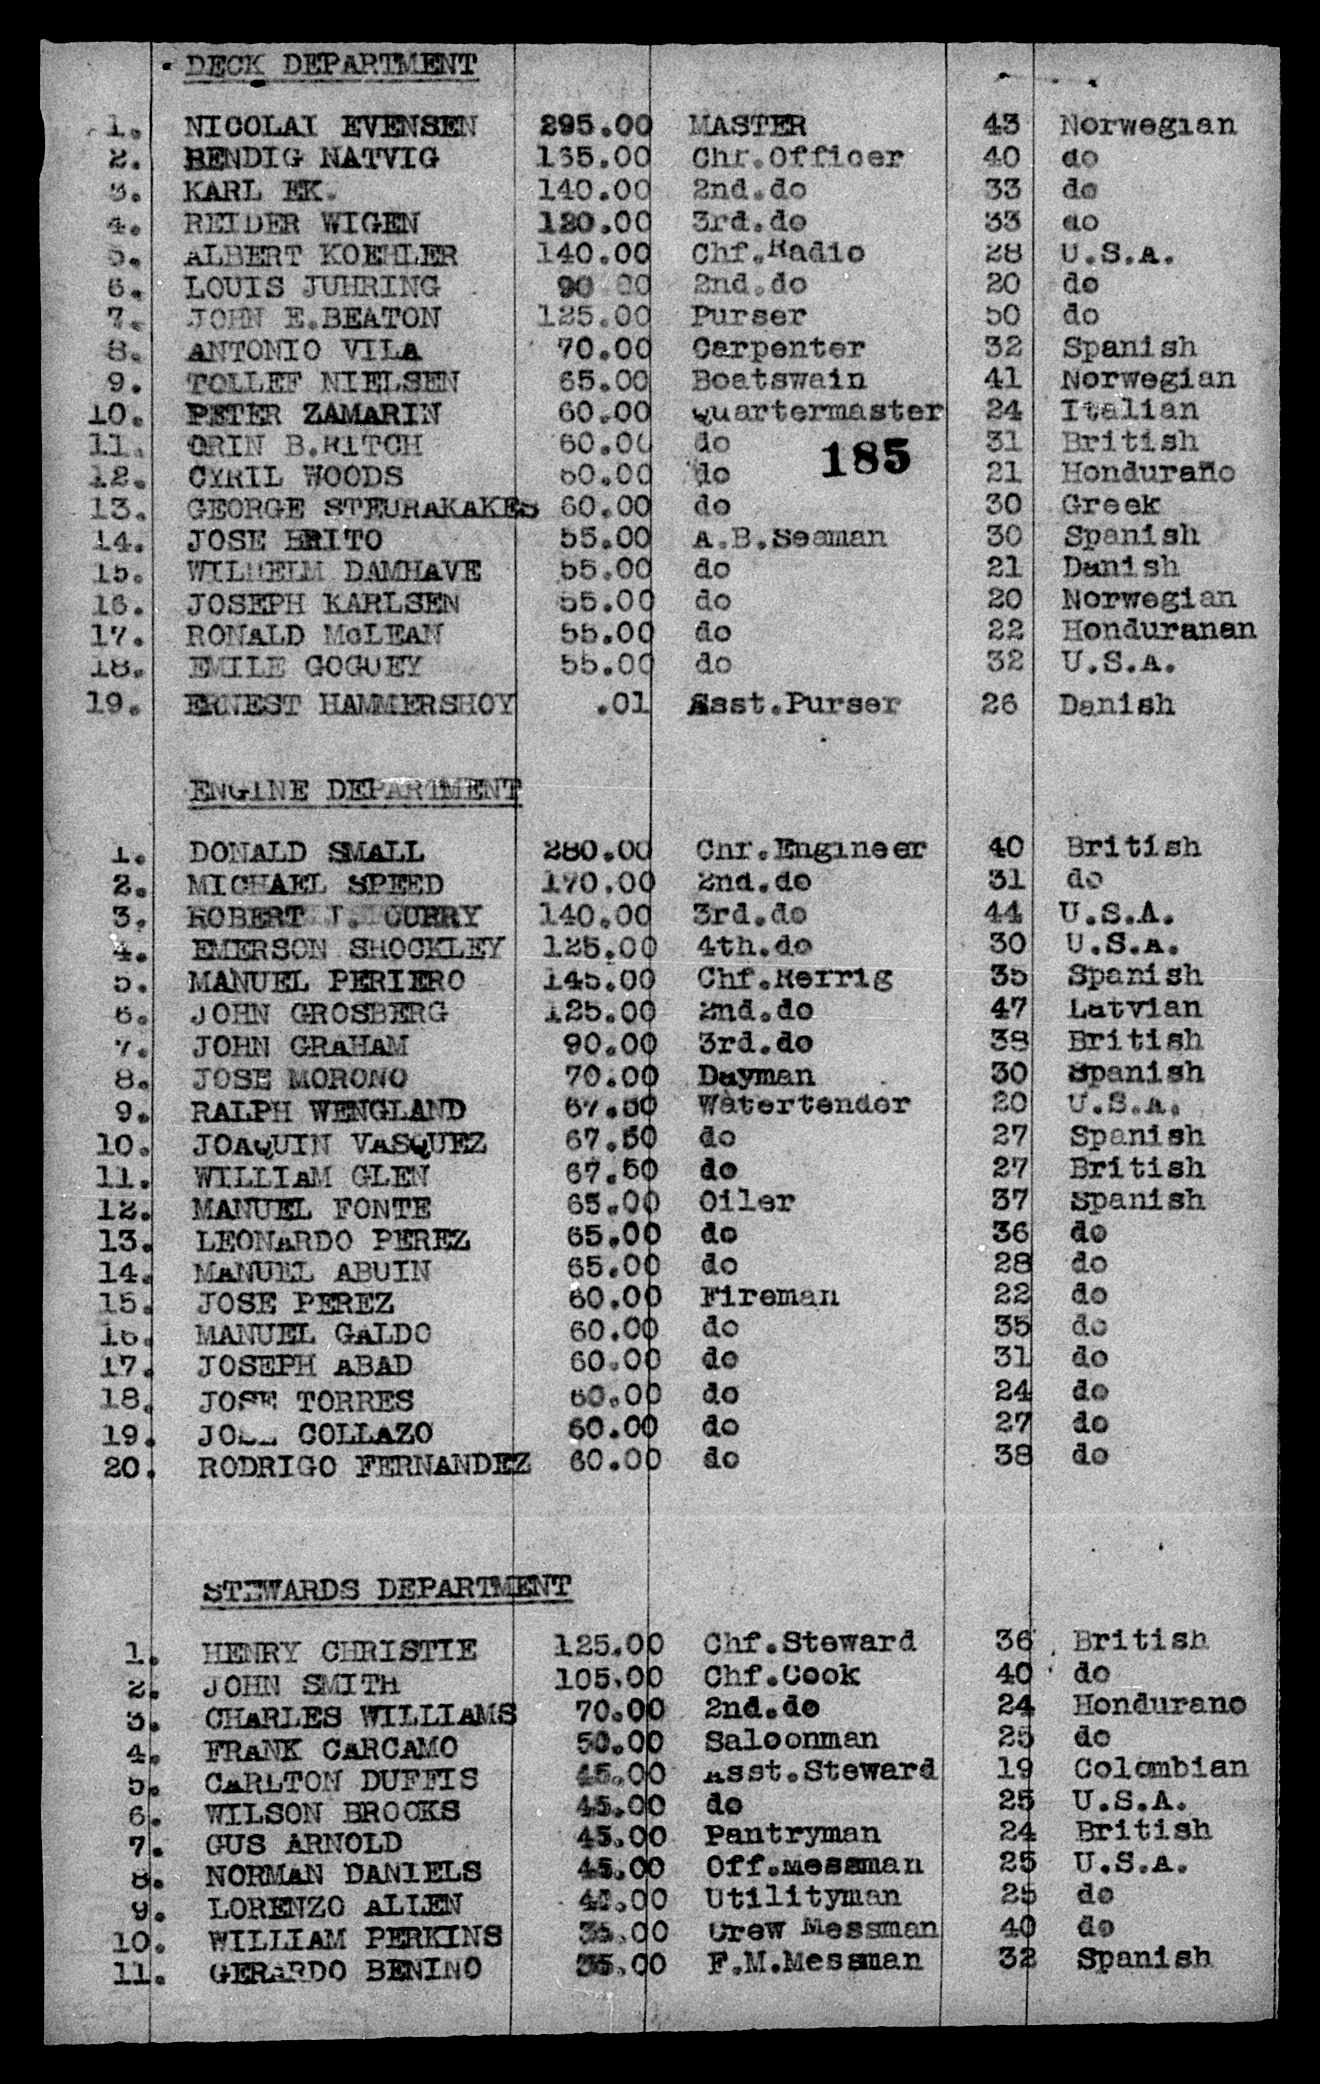 DECK DEPARTMENT
1. NICOLAI EVENSEN 295.00 MASTER 43 Norwegian
2. BENDIG NATVIG 165.00 Chf.Officer 40 do
3. KARL EK. 140.00 2nd.do 33 do
4. REIDER WIGEN 120.00 3rd.do 33 do
5. ALBERT KOEHLER 140.00 Chf.Radio 28 U.S.A.
6. LOUIS JUHRING 90.00 2nd.do 20 do
7. JOHN E.BEATON 125.00 Purser 50 do
8. ANTONIO VILA 70.00 Carpenter 32 Spanish
9. TOLLEF NIELSEN 65.00 Boatswain 41 Norwegian
10. PETER ZAMARIN 60.00 Quartermaster 24 Italian
11. ORIN B.RITCH 60.00 do 31 British
185
12. CYRIL WOODS 60.00 do 21 Hondurano
13. GEORGE STEURAKAKES 60.00 do 30 Greek
14. JOSE BRITO 55.00 A.B.Seaman 30 Spanish
15. WILHELM DAMHAVE 55.00 do 21 Danish
16. JOSEPH KARLSEN 55.00 do 20 Norwegian
17. RONALD McLEAN 55.00 do 22 Honduranan
18. EMILE GOGUEY 55.00 do 32 U.S.A.
19. ERNEST HAMMERSHOY .01 Asst.Purser 26 Danish
ENGINE DEPARTMENT
1. DONALD SMALL 280.00 Chf.Engineer 40 British
2. MICHAEL SPEED 170.00 2nd.do 31 do
3. ROBERT J. CURRY 140.00 3rd.do 44 U.S.A.
4. EMERSON SHOCKLEY 125.00 4th.do 30 U.S.A.
5. MANUEL PERIERO 145.00 Chf.Refrig 35 Spanish
6. JOHN GROSBERG 125.00 2nd.do 47 Latvian
7. JOHN GRAHAM 90.00 3rd.do 38 British
8. JOSE MORONO 70.00 Dayman 30 Spanish
9. RALPH WENGLAND 67.50 Watertender 20 U.S.A.
10. JOAQUIN VASQUEZ 67.50 do 27 Spanish
11. WILLIAM GLEN 67.50 do 27 British
12. MANUEL FONTE 65.00 Oiler 37 Spanish
13. LEONARDO PEREZ 65.00 do 36 do
14. MANUEL ABUIN 65.00 do 28 do
15. JOSE PEREZ 60.00 Fireman 22 do
16. MANUEL GALDO 60.00 do 35 do
17. JOSEPH ABAD 60.00 do 31 do
18. JOSE TORRES 60.00 do 24 do
19. JOSE COLLAZO 60.00 do 27 do
20. RODRIGO FERNANDEZ 60.00 do 38 do
STEWARDS DEPARTMENT
1. HENRY CHRISTIE 125.00 Chf.Steward 36 British
2. JOHN SMITH 105.00 Chf.Cook 40 do
3. CHARLES WILLIAMS 70.00 2nd.do 24 Hondurano
4. FRANK CARCAMO 50.00 Saloonman 25 do
5. CARLTON DUFFIS 45.00 Asst.Steward 19 Colombian
6. WILSON BROOKS 45.00 do 25 U.S.A.
7. GUS ARNOLD 45.00 Pantryman 24 British
8. NORMAN DANIELS 45.00 Off.Messman 25 U.S.A.
9. LORENZO ALLEN Utilityman 25 do
10. WILLIAM PERKINS 35.00 Crew Messman 40 do
11. GERARDO BENINO 35.00 F.M.Messman 32 Spanish